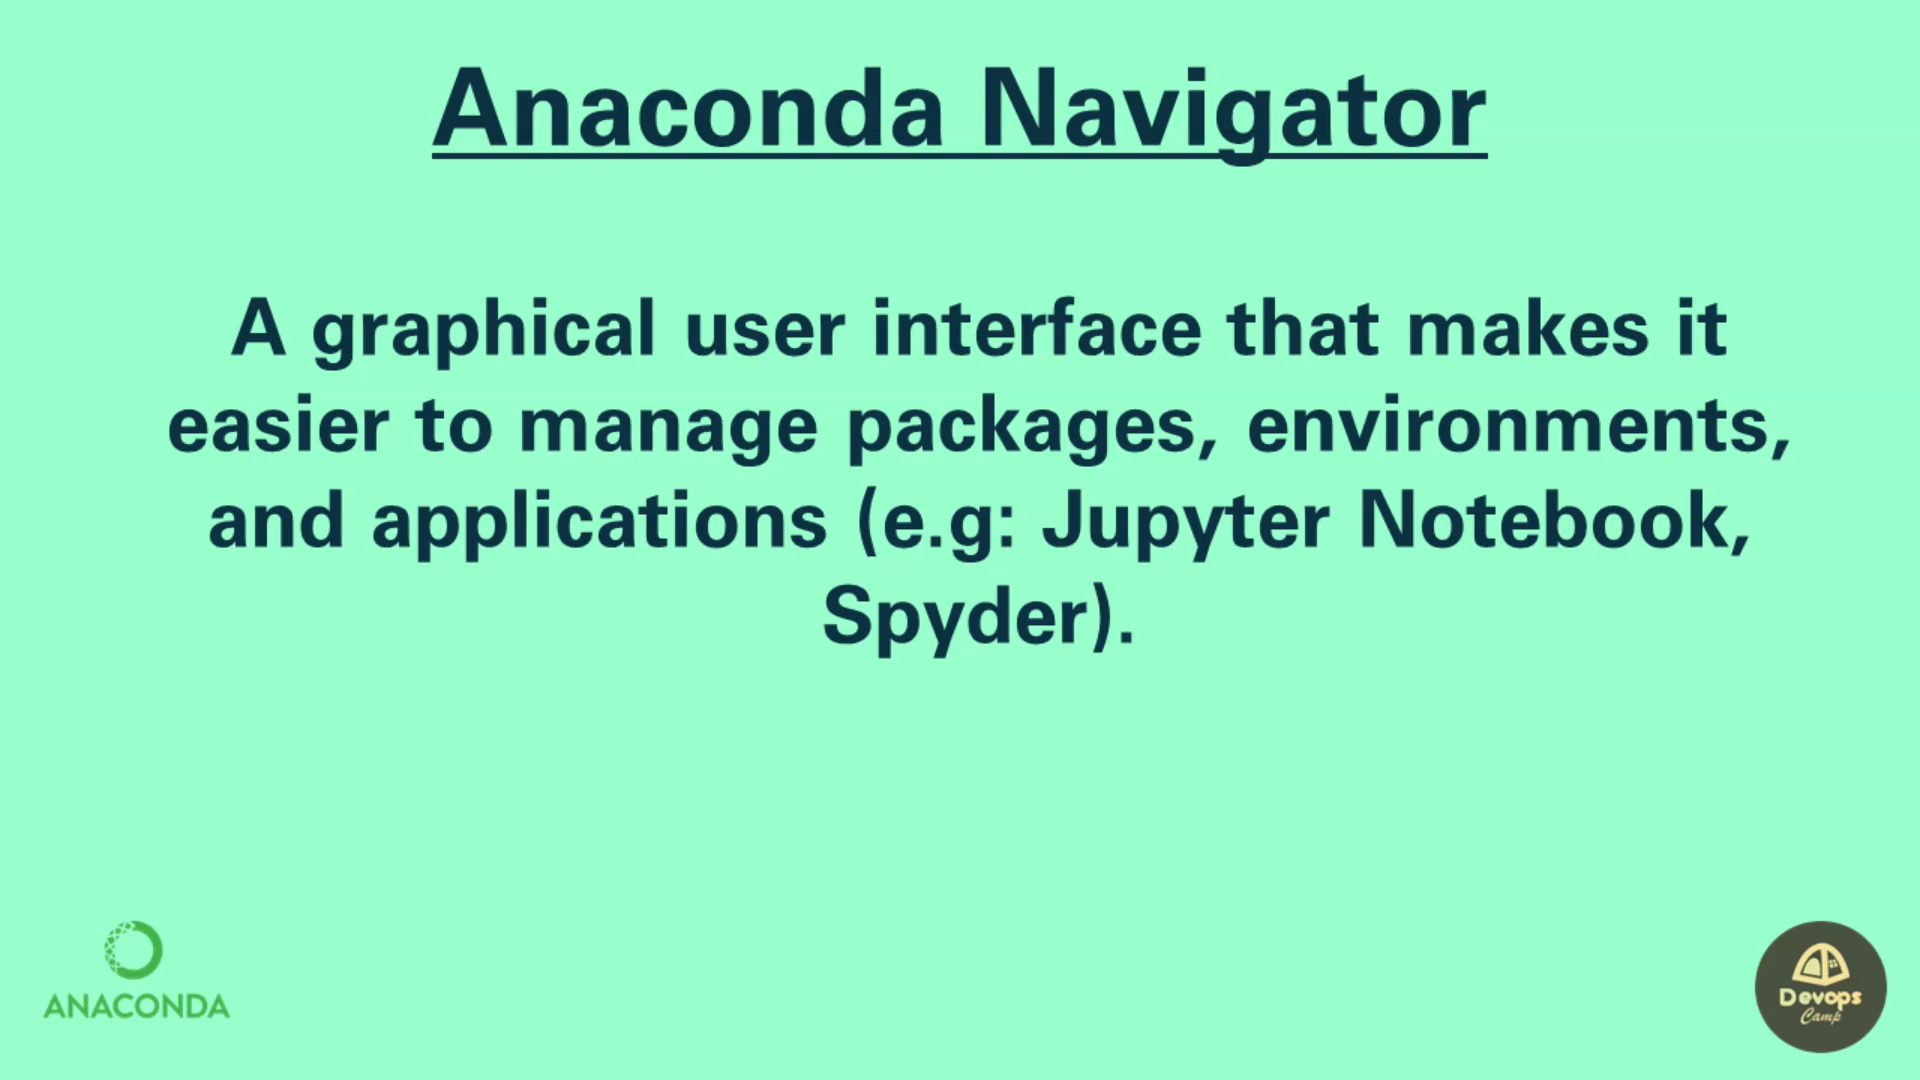 Anaconda Navigator
A graphical user interface that makes it
easier to manage packages, environments,
and applications (e.g: Jupyter Notebook,
Spyder).
ANACONDA
Devops
Camp